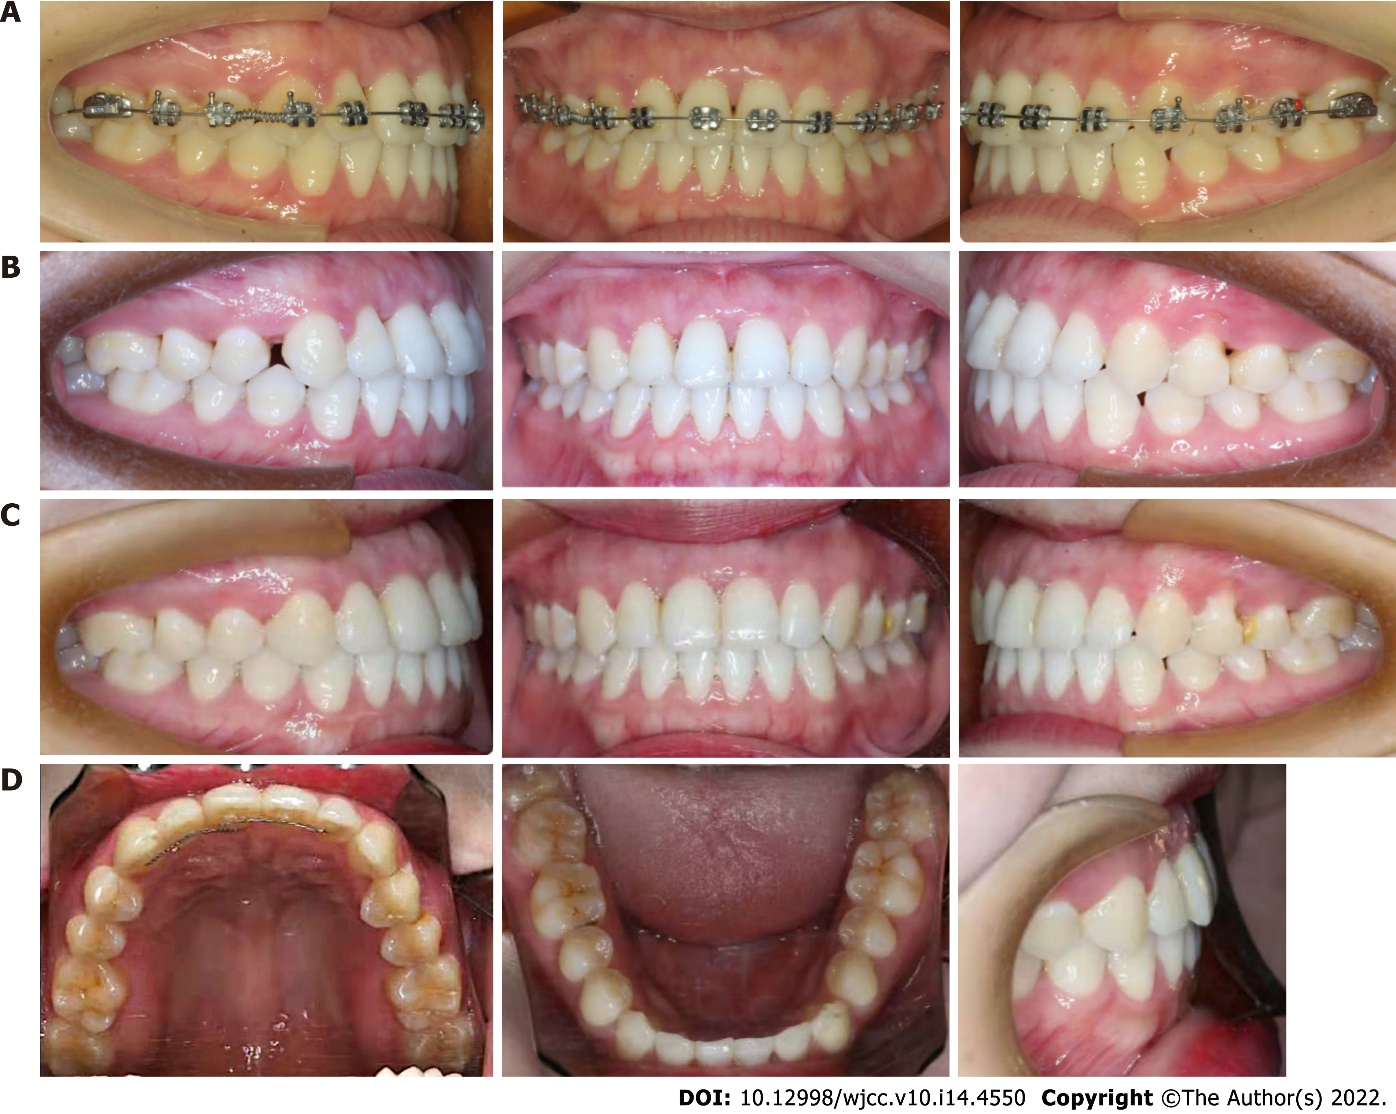 A
B
C
D
DOI: 10.12998/wjcc.v10.i14.4550 Copyright ©The Author(s) 2022.